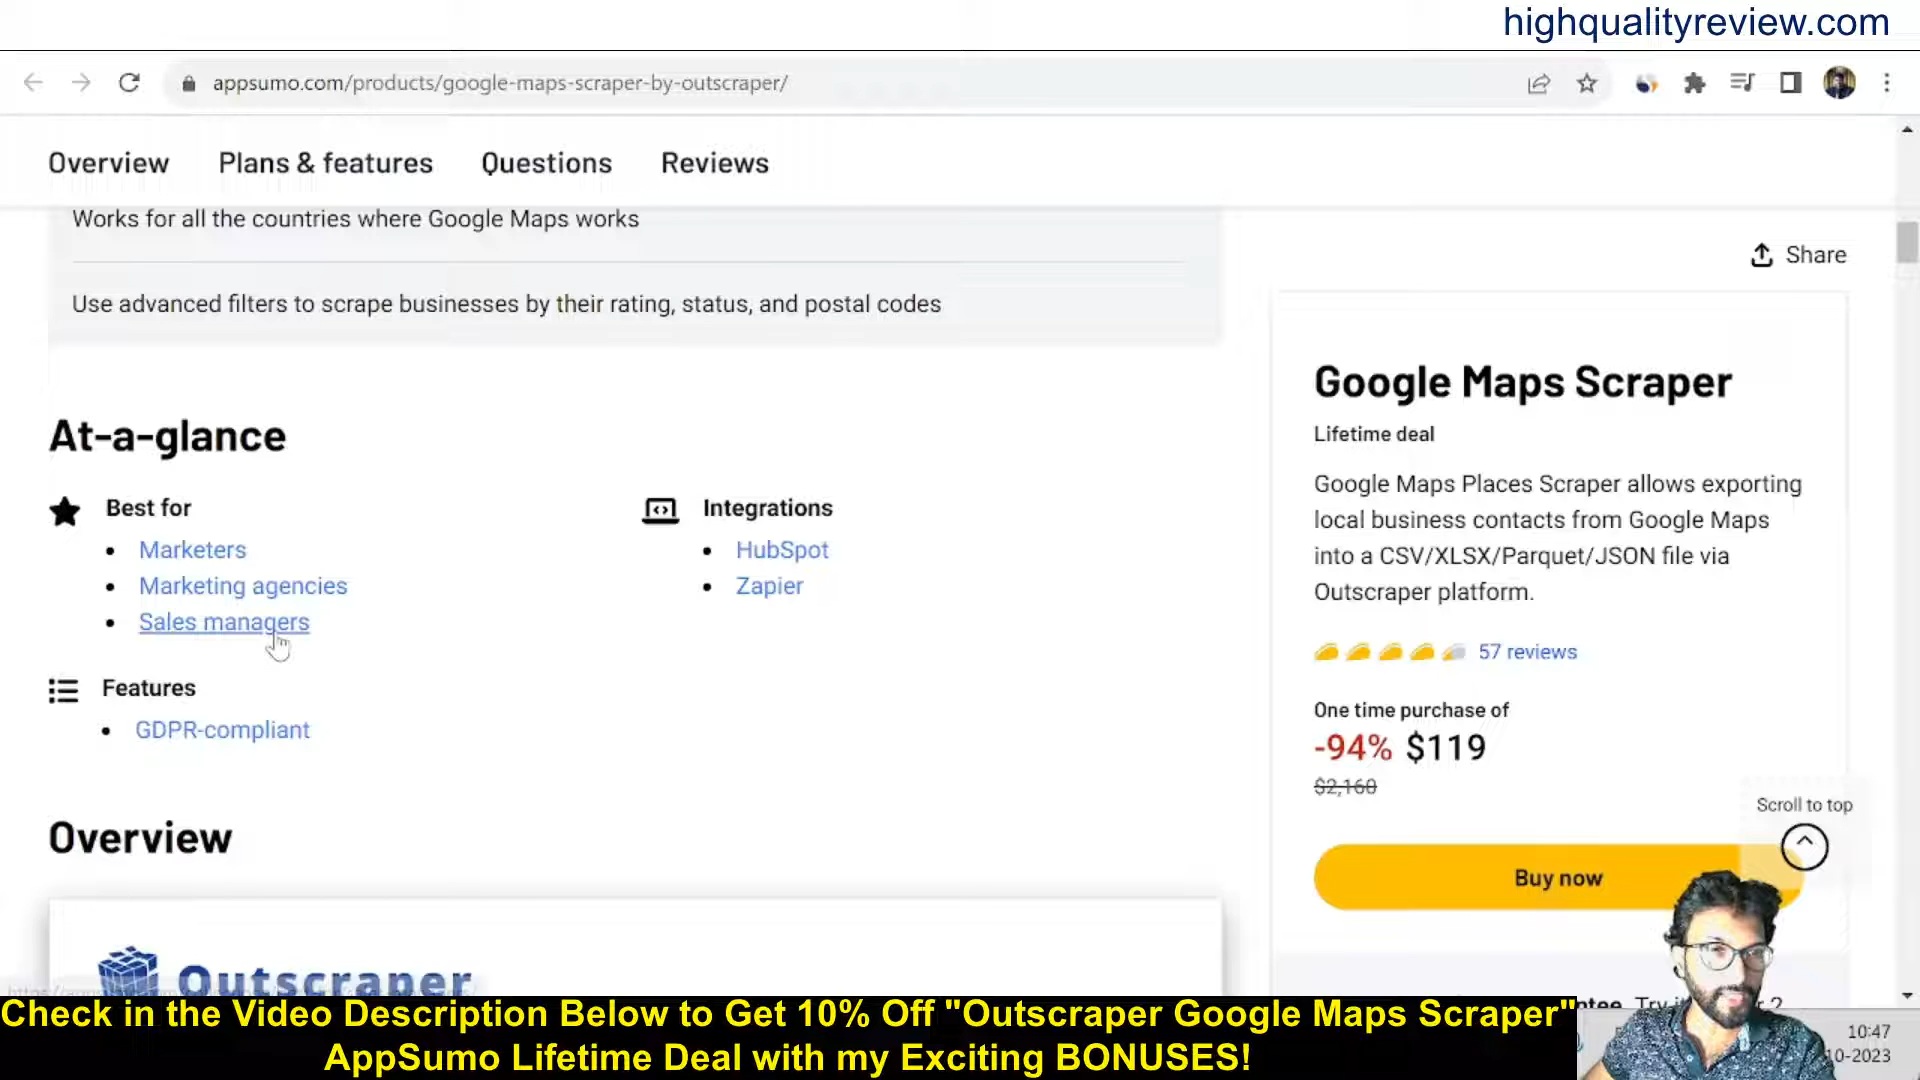 highqualityreview.com
appsumo.com/products/google-maps-scraper-by-outscraper/
Overview
Plans & features
Questions
Reviews
Works for all the countries where Google Maps works
Use advanced filters to scrape businesses by their rating, status, and postal codes
Share
At-a-glance
Best for
Marketers
Marketing agencies
Sales managers
Integrations
HubSpot
Zapier
Features
GDPR-compliant
Overview
Outscraper
Google Maps Scraper
Lifetime deal
Google Maps Places Scraper allows exporting
local business contacts from Google Maps
into a CSV/XLSX/Parquet/JSON file via
Outscraper platform.
57 reviews
One time purchase of
-94% $119
$2,160
Scroll to top
Buy now
Check in the Video Description Below to Get 10% Off "Outscraper Google Maps Scraper"
AppSumo Lifetime Deal with my Exciting BONUSES!
10:47
10-2023